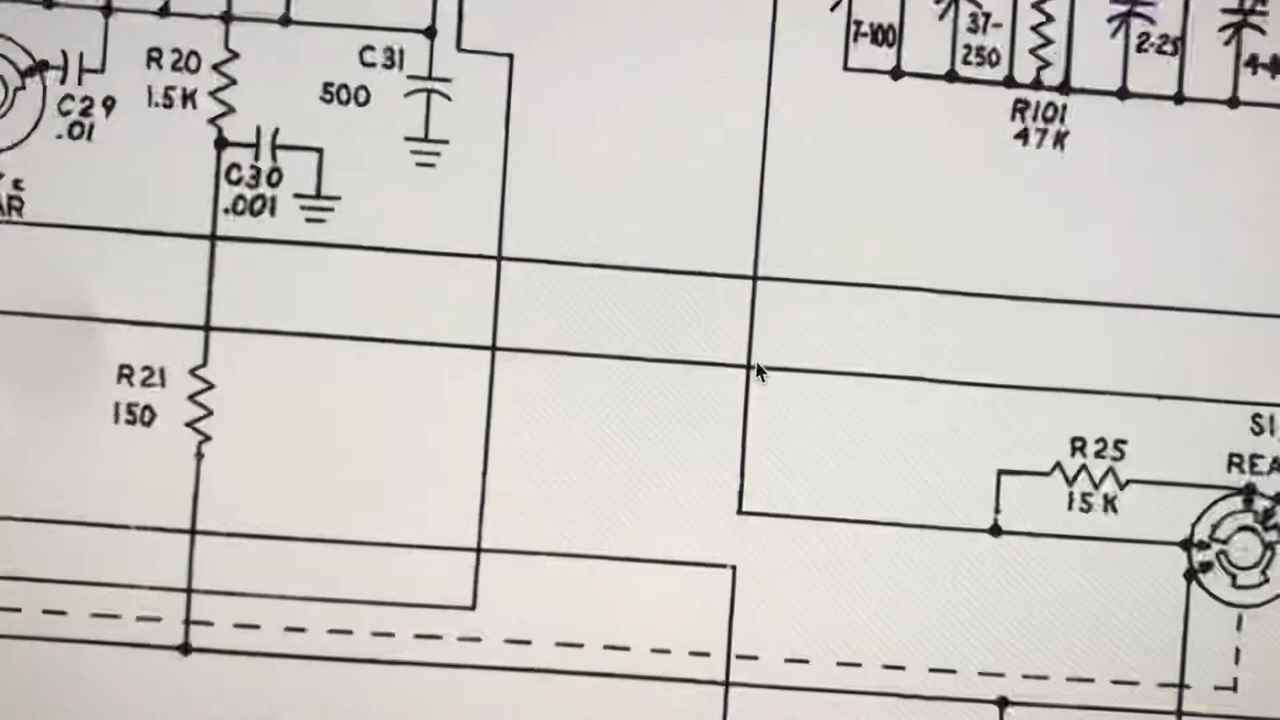 7-100
37-
250
2-25
R101
47K
R20
1.5K
C31
500
C29
.01
C30
.001
AR
R21
150
R25
15K
S1
REA